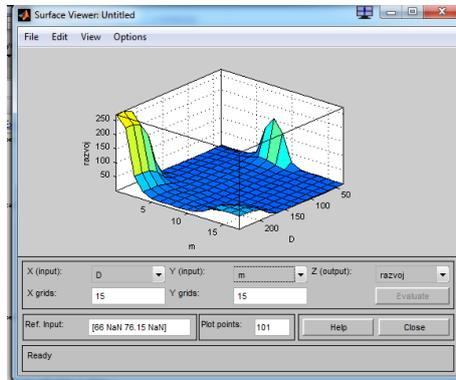 Surface Viewer: Untitled
File Edit View Options
250
200
150
100
50
razvoj
5
10
15
m
50
100
150
200
D
X (input): D Y (input): m Z (output): razvoj
X grids: 15 Y grids: 15 Evaluate
Ref. Input: [66 NaN 76.15 NaN] Plot points: 101 Help Close
Ready